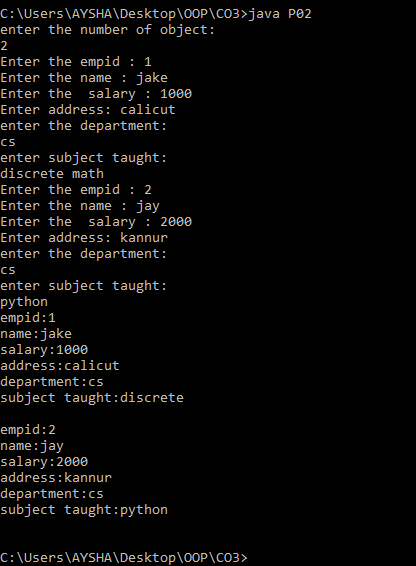 C:\Users\AYSHA\Desktop\OOP\CO3>java P02
enter the number of object:
2
Enter the empid : 1
Enter the name : jake
Enter the  salary : 1000
Enter address: calicut
enter the department:
cs
enter subject taught:
discrete math
Enter the empid : 2
Enter the name : jay
Enter the  salary : 2000
Enter address: kannur
enter the department:
cs
enter subject taught:
python
empid:1
name:jake
salary:1000
address:calicut
department:cs
subject taught:discrete

empid:2
name:jay
salary:2000
address:kannur
department:cs
subject taught:python

C:\Users\AYSHA\Desktop\OOP\CO3>